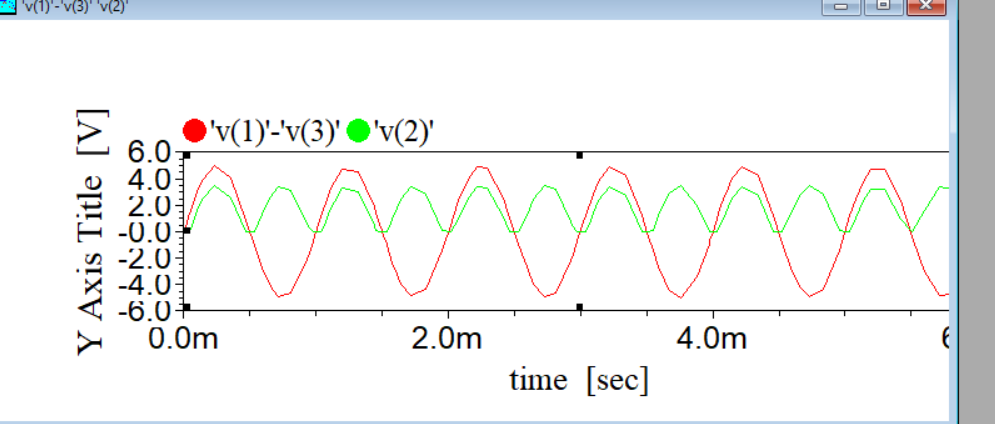 'v(1)'-'v(3)' 'v(2)'
'v(1)'-'v(3)' 'v(2)'
Y Axis Title [V]
6.0
4.0
2.0
-0.0
-2.0
-4.0
-6.0
0.0m 2.0m 4.0m
time [sec]